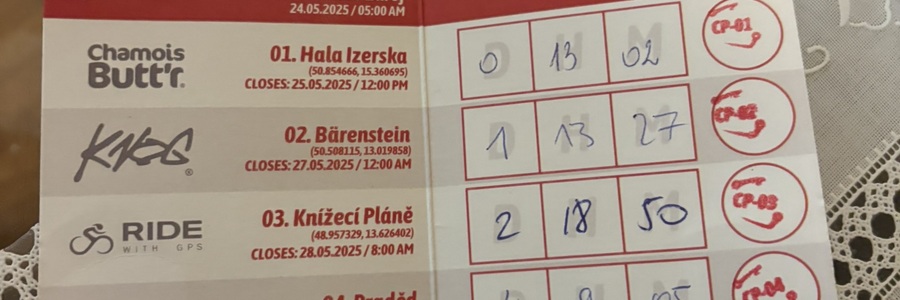 24.05.2025 / 05:00 AM
Chamois
Butt'r.
01. Hala Izerska
(50.854666, 15.360695)
CLOSES: 25.05.2025 / 12:00 PM
D H M
0 13 02
CP-01
KNOG
®
02. Bärenstein
(50.508115, 13.019858)
CLOSES: 27.05.2025 / 12:00 AM
D H M
1 13 27
CP-02
RIDE
WITH GPS
03. Knížecí Pláně
(48.957329, 13.626402)
CLOSES: 28.05.2025 / 8:00 AM
D H M
2 18 50
CP-03
04. Praděd
CP-04